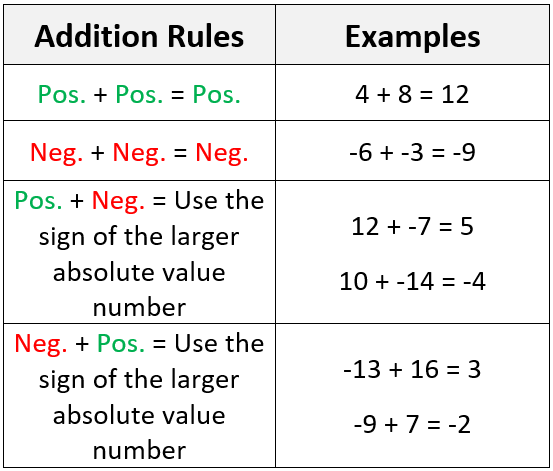 Addition Rules
Examples
Pos. + Pos. = Pos.
4 + 8 = 12
Neg. + Neg. = Neg.
-6 + -3 = -9
Pos. + Neg. = Use the
sign of the larger
absolute value
number
12 + -7 = 5
10 + -14 = -4
Neg. + Pos. = Use the
sign of the larger
absolute value
number
-13 + 16 = 3
-9 + 7 = -2